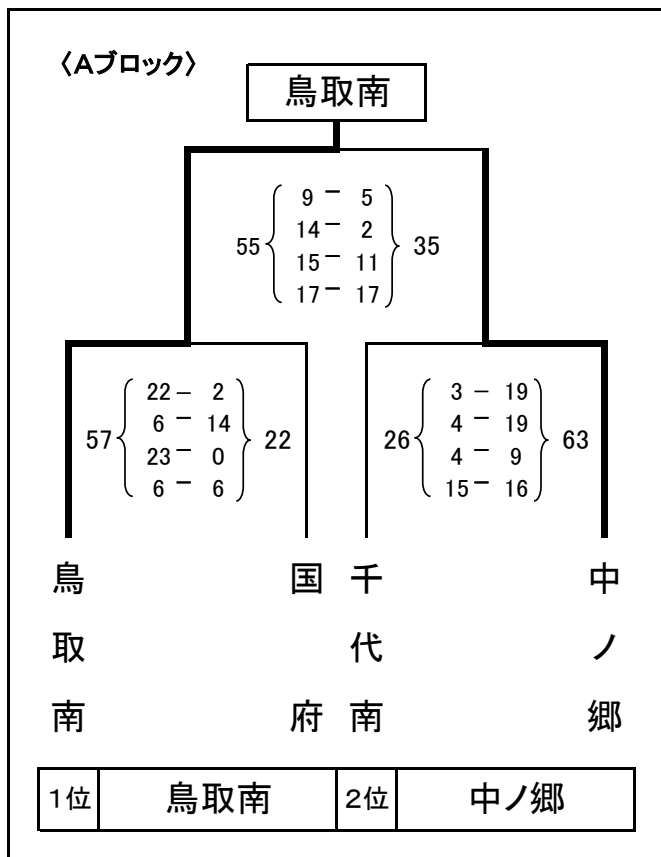 〈Aブロック〉
鳥取南
55 { 9 － 5 } 35
14 － 2
15 － 11
17 － 17
57 { 22 － 2 } 22
6 － 14
23 － 0
6 － 6
26 { 3 － 19 } 63
4 － 19
4 － 9
15 － 16
鳥取南
国府
千代南
中ノ郷
1位 鳥取南 2位 中ノ郷